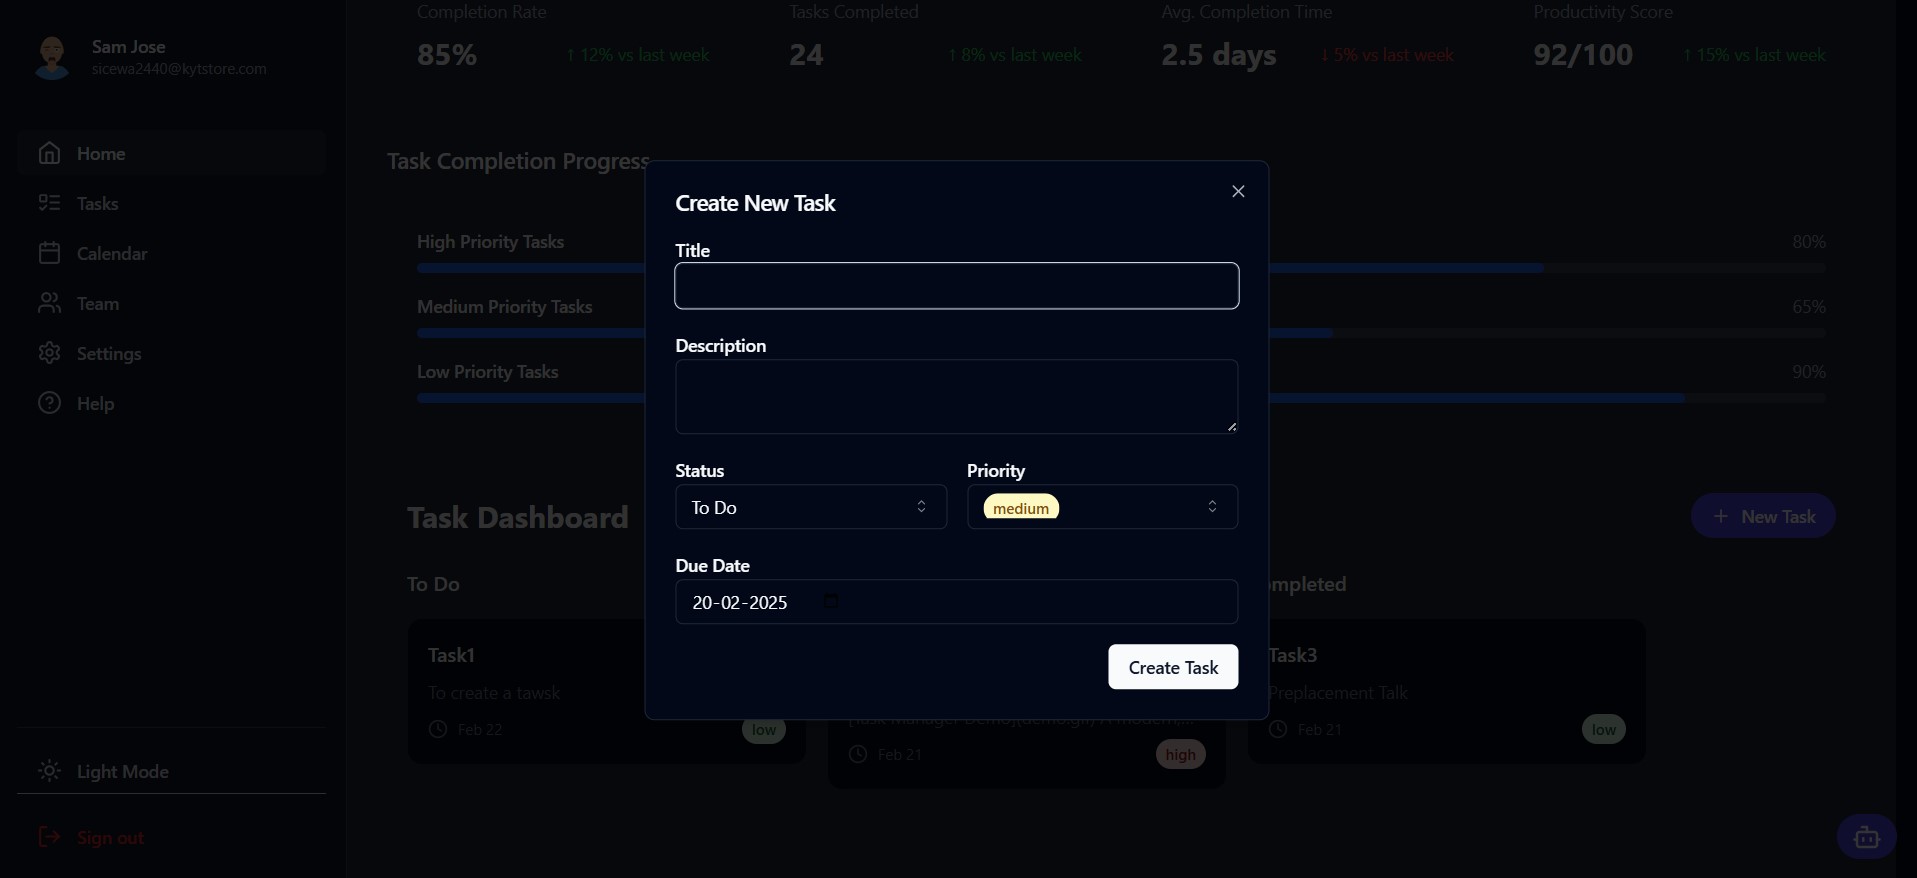 Sam Jose
sicewa2440@kytstore.com
Home
Tasks
Calendar
Team
Settings
Help
Light Mode
Sign out
Completion Rate
85%
↑ 12% vs last week
Tasks Completed
24
↑ 8% vs last week
Avg. Completion Time
2.5 days
↓ 5% vs last week
Productivity Score
92/100
↑ 15% vs last week
Task Completion Progress
High Priority Tasks
80%
Medium Priority Tasks
65%
Low Priority Tasks
90%
Create New Task
Title
Description
Status
To Do
Priority
medium
Due Date
20-02-2025
Create Task
Task Dashboard
+ New Task
To Do
Task1
To create a tawsk
Feb 22
low
Feb 21
high
ompleted
Task3
Preplacement Talk
Feb 21
low